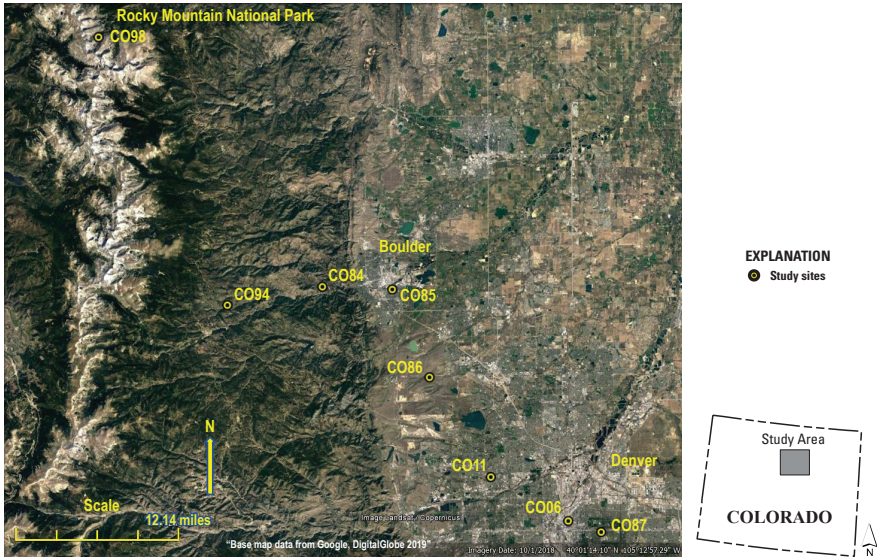 Rocky Mountain National Park
CO98
Boulder
CO84
CO94
CO85
CO86
N
CO11
Denver
Scale
CO06
12.14 miles
CO87
Image Landsat / Copernicus
"Base map data from Google, DigitalGlobe 2019"
Imagery Date: 10/1/2018 40°01'14.10" N 105°12'57.29" W
EXPLANATION
Study sites
Study Area
COLORADO
N